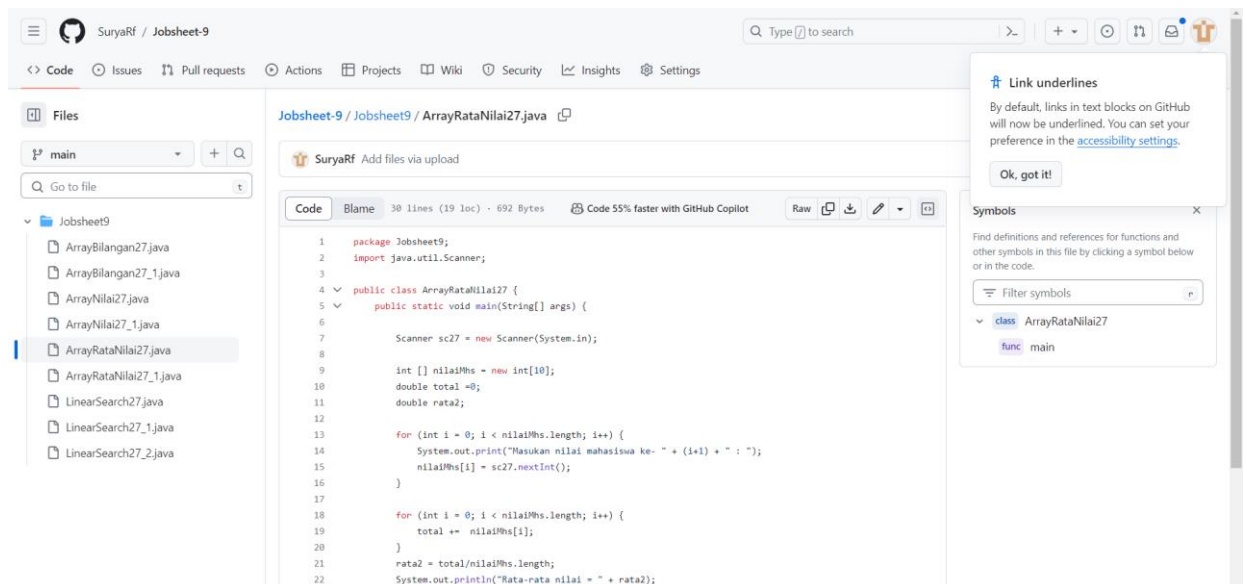 SuryaRf / Jobsheet-9
Type / to search
Code Issues Pull requests Actions Projects Wiki Security Insights Settings
Link underlines
By default, links in text blocks on GitHub
will now be underlined. You can set your
preference in the accessibility settings.
Ok, got it!
Files
main
Go to file t
Jobsheet9
ArrayBilangan27.java
ArrayBilangan27_1.java
ArrayNilai27.java
ArrayNilai27_1.java
ArrayRataNilai27.java
ArrayRataNilai27_1.java
LinearSearch27.java
LinearSearch27_1.java
LinearSearch27_2.java
Jobsheet-9 / Jobsheet9 / ArrayRataNilai27.java
SuryaRf Add files via upload
Code Blame 30 lines (19 loc) · 692 Bytes Code 55% faster with GitHub Copilot Raw
1 package Jobsheet9;
2 import java.util.Scanner;
3
4 public class ArrayRataNilai27 {
5 public static void main(String[] args) {
6
7 Scanner sc27 = new Scanner(System.in);
8
9 int [] nilaiMhs = new int[10];
10 double total =0;
11 double rata2;
12
13 for (int i = 0; i < nilaiMhs.length; i++) {
14 System.out.print("Masukan nilai mahasiswa ke- " + (i+1) + " : ");
15 nilaiMhs[i] = sc27.nextInt();
16 }
17
18 for (int i = 0; i < nilaiMhs.length; i++) {
19 total += nilaiMhs[i];
20 }
21 rata2 = total/nilaiMhs.length;
22 System.out.println("Rata-rata nilai = " + rata2);
Symbols
Find definitions and references for functions and
other symbols in this file by clicking a symbol below
or in the code.
Filter symbols r
class ArrayRataNilai27
func main